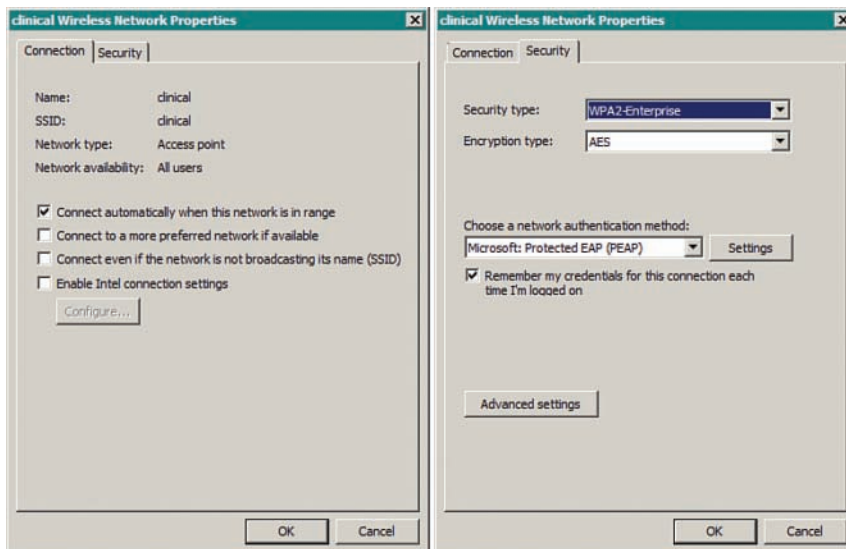 clinical Wireless Network Properties
Connection
Security
Name: clinical
SSID: clinical
Network type: Access point
Network availability: All users
Connect automatically when this network is in range
Connect to a more preferred network if available
Connect even if the network is not broadcasting its name (SSID)
Enable Intel connection settings
Configure...
OK
Cancel
clinical Wireless Network Properties
Connection
Security
Security type: WPA2-Enterprise
Encryption type: AES
Choose a network authentication method:
Microsoft: Protected EAP (PEAP)
Settings
Remember my credentials for this connection each
time I'm logged on
Advanced settings
OK
Cancel